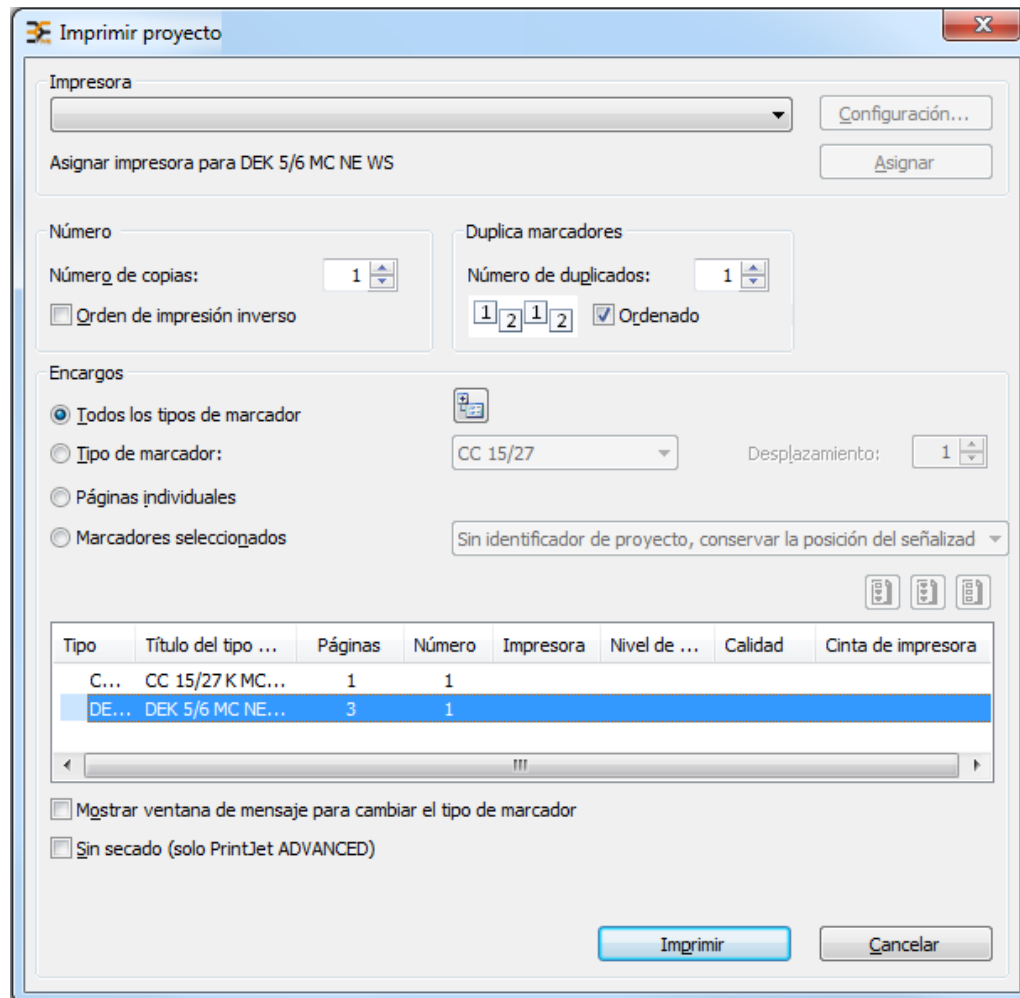 Imprimir proyecto
Impresora
Configuración...
Asignar impresora para DEK 5/6 MC NE WS
Asignar
Número
Duplica marcadores
Número de copias: 1
Número de duplicados: 1
Orden de impresión inverso
1 2 1 2
Ordenado
Encargos
Todos los tipos de marcador
Tipo de marcador:
CC 15/27
Desplazamiento: 1
Páginas individuales
Marcadores seleccionados
Sin identificador de proyecto, conservar la posición del señalizad
Tipo Título del tipo ... Páginas Número Impresora Nivel de ... Calidad Cinta de impresora
C... CC 15/27 K MC... 1 1
DE... DEK 5/6 MC NE... 3 1
Mostrar ventana de mensaje para cambiar el tipo de marcador
Sin secado (solo PrintJet ADVANCED)
Imprimir
Cancelar